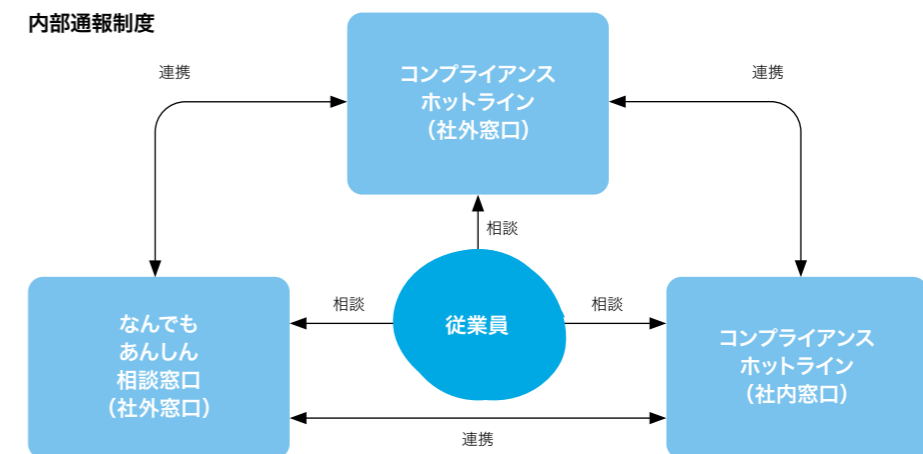 内部通報制度
連携
コンプライアンス
ホットライン
（社外窓口）
連携
相談
なんでも
あんしん
相談窓口
（社外窓口）
相談
従業員
相談
コンプライアンス
ホットライン
（社内窓口）
連携